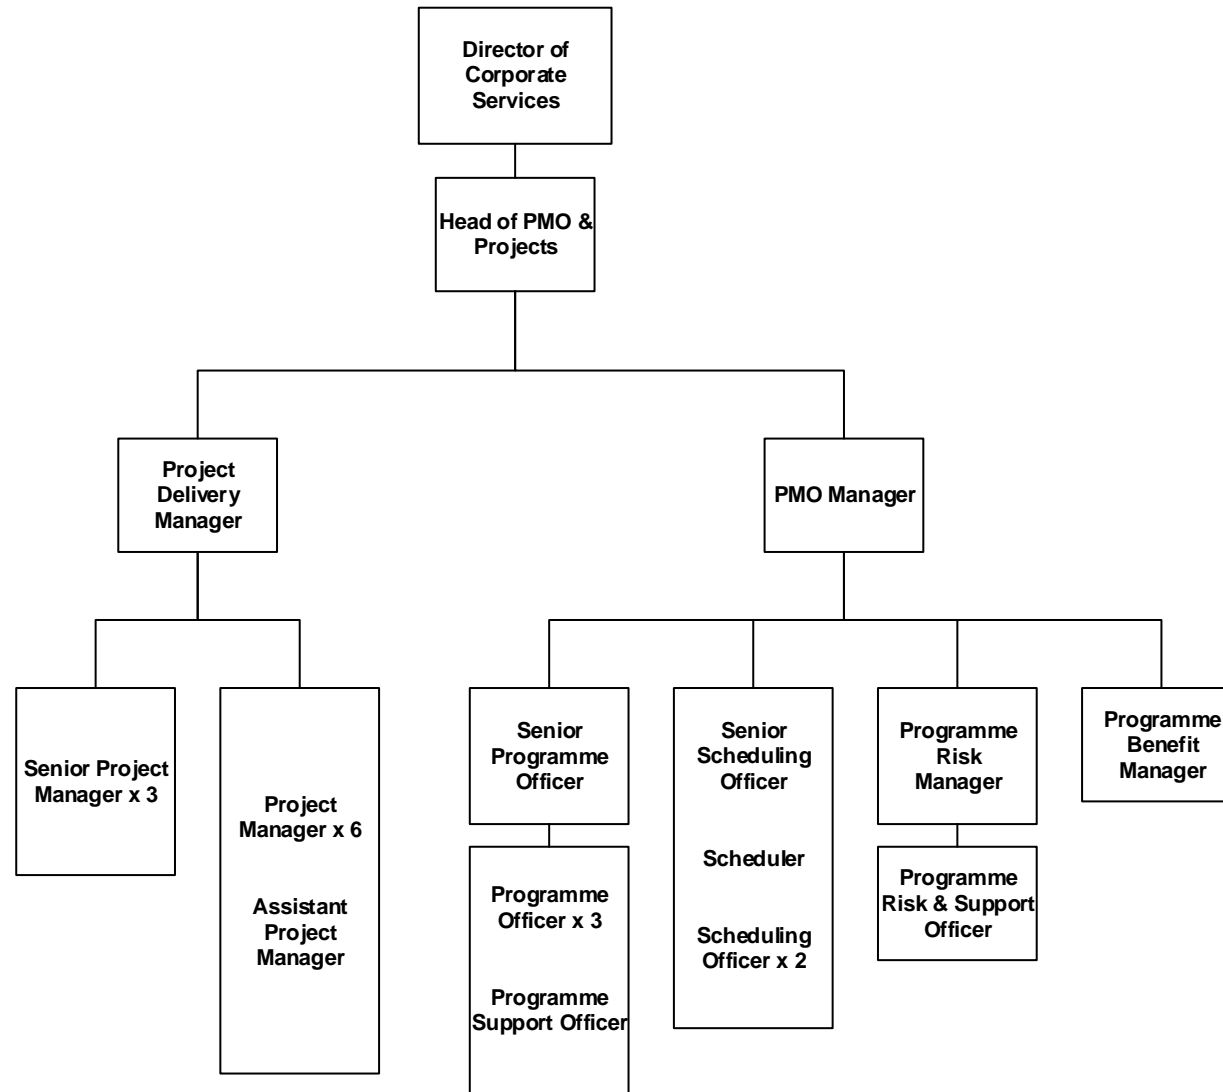 Director of
Corporate
Services
Head of PMO &
Projects
Project
Delivery
Manager
PMO Manager
Senior Project
Manager x 3
Project
Manager x 6
Assistant
Project
Manager
Senior
Programme
Officer
Programme
Officer x 3
Programme
Support Officer
Senior
Scheduling
Officer
Scheduler
Scheduling
Officer x 2
Programme
Risk
Manager
Programme
Risk & Support
Officer
Programme
Benefit
Manager